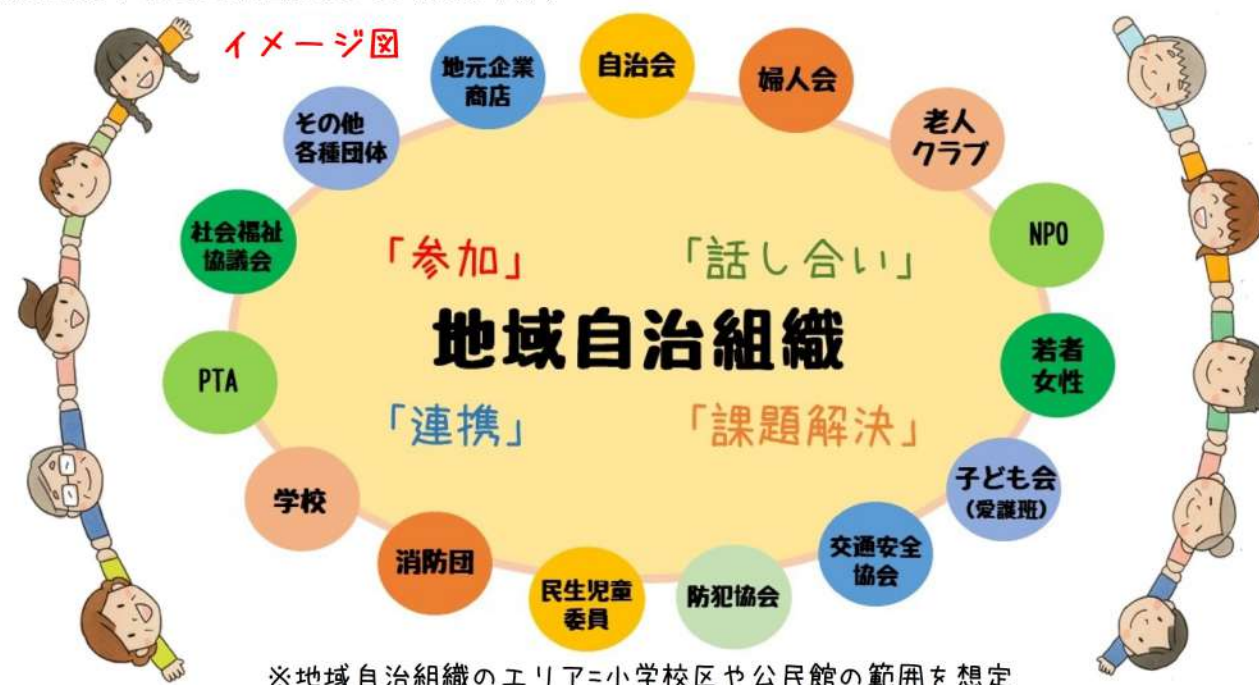 イメージ図
地元企業
商店
自治会
婦人会
老人
クラブ
その他
各種団体
社会福祉
協議会
NPO
「参加」
「話し合い」
地域自治組織
「連携」
「課題解決」
PTA
若者
女性
学校
子ども会
(愛護班)
消防団
交通安全
協会
民生児童
委員
防犯協会
※地域自治組織のエリア=小学校区や公民館の範囲を想定